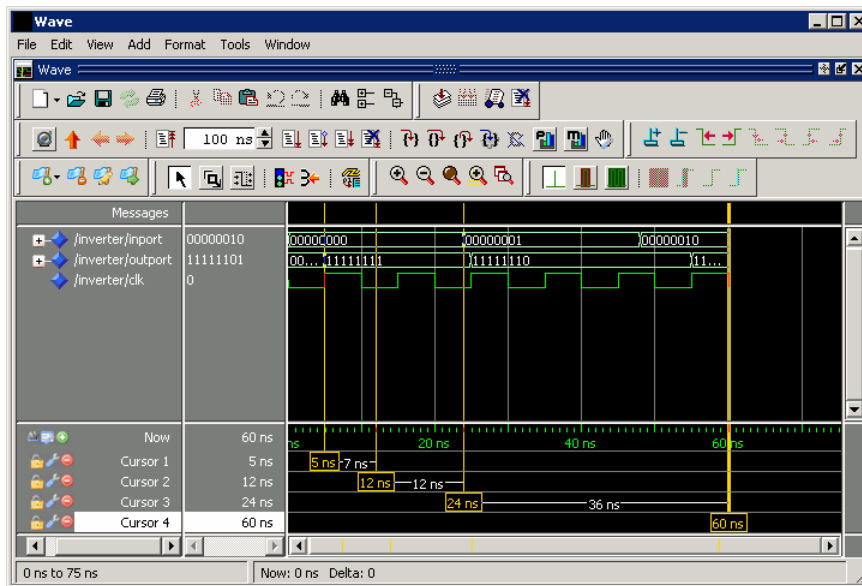 Wave
File Edit View Add Format Tools Window
Wave
100 ns
Messages
/inverter/inport 00000010 00000000 00000001 00000010
/inverter/outport 11111101 00... 11111111 11111110 11...
/inverter/clk 0
Now 60 ns ns 20 ns 40 ns 60 ns
Cursor 1 5 ns 5 ns 7 ns
Cursor 2 12 ns 12 ns 12 ns
Cursor 3 24 ns 24 ns 36 ns
Cursor 4 60 ns 60 ns
0 ns to 75 ns Now: 0 ns Delta: 0